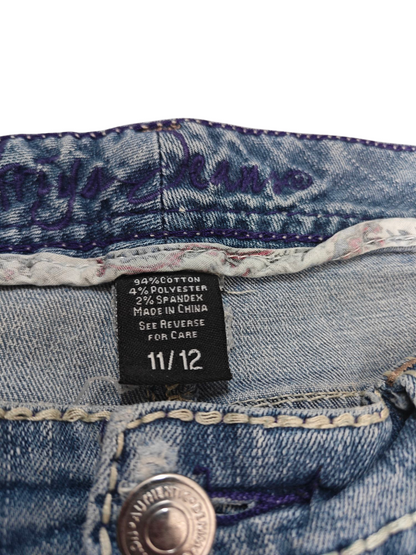 94% COTTON
4% POLYESTER
2% SPANDEX
MADE IN CHINA
SEE REVERSE
FOR CARE
11/12